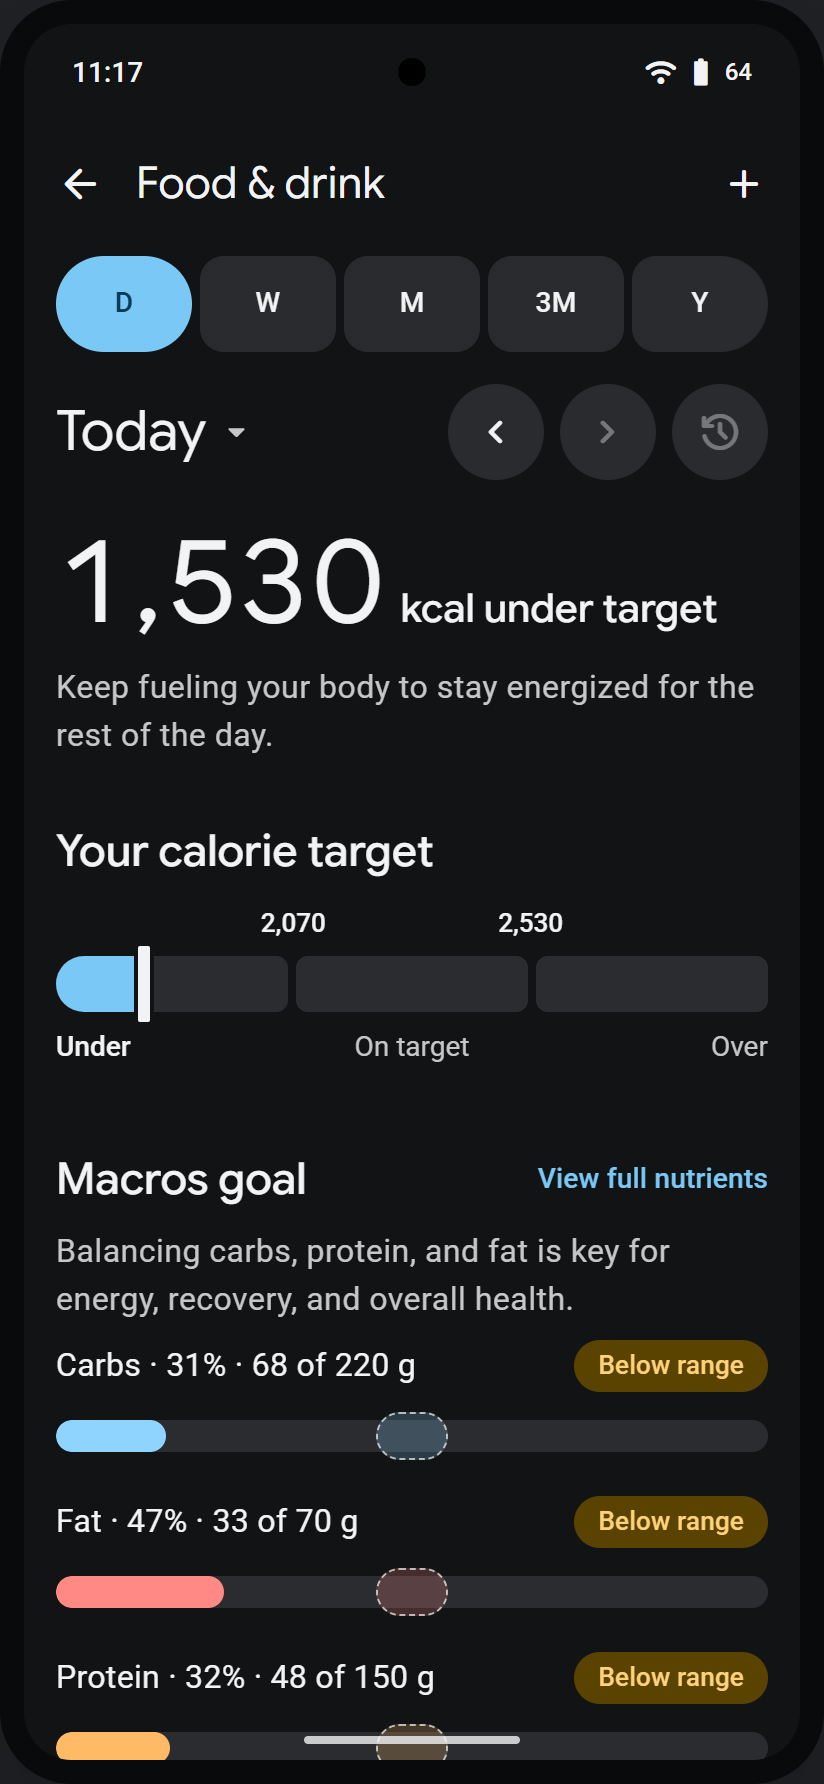 11:17
64
Food & drink
D
W
M
3M
Y
Today
1,530 kcal under target
Keep fueling your body to stay energized for the
rest of the day.
Your calorie target
2,070
2,530
Under
On target
Over
Macros goal
View full nutrients
Balancing carbs, protein, and fat is key for
energy, recovery, and overall health.
Carbs · 31% · 68 of 220 g
Below range
Fat · 47% · 33 of 70 g
Below range
Protein · 32% · 48 of 150 g
Below range